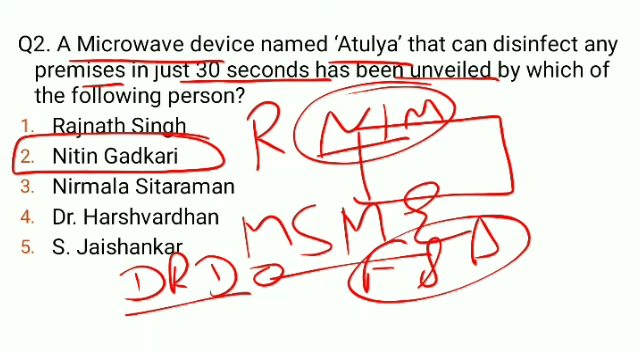 Q2. A Microwave device named ‘Atulya’ that can disinfect any
premises in just 30 seconds has been unveiled by which of
the following person?
1. Rajnath Singh
2. Nitin Gadkari
3. Nirmala Sitaraman
4. Dr. Harshvardhan
5. S. Jaishankar
MSME
DRDO